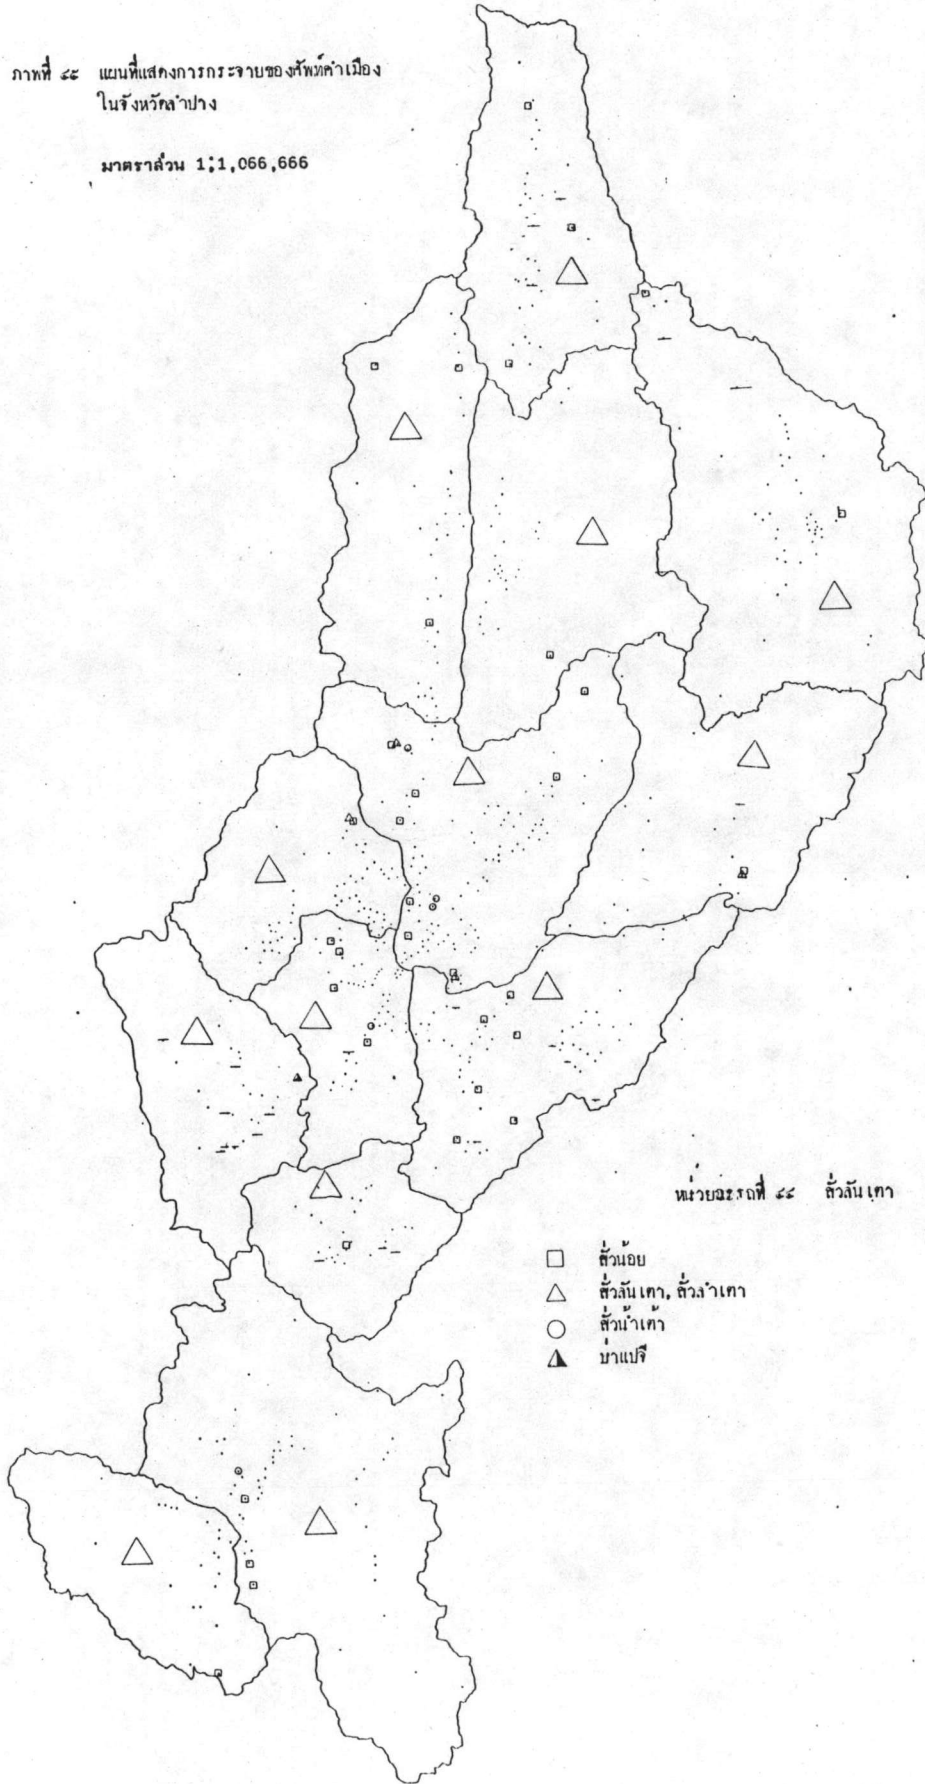 ภาพที่ ๔๕ แผนที่แสดงการกระจายของศัพท์คำเมือง
ในจังหวัดลำปาง
มาตราส่วน 1:1,066,666
หน่วยอรรถที่ ๔๔ ถั่วลันเตา
ถั่วน้อย
ถั่วลันเตา, ถั่วลำเตา
ถั่วน้ำเต้า
บ่าแปจี